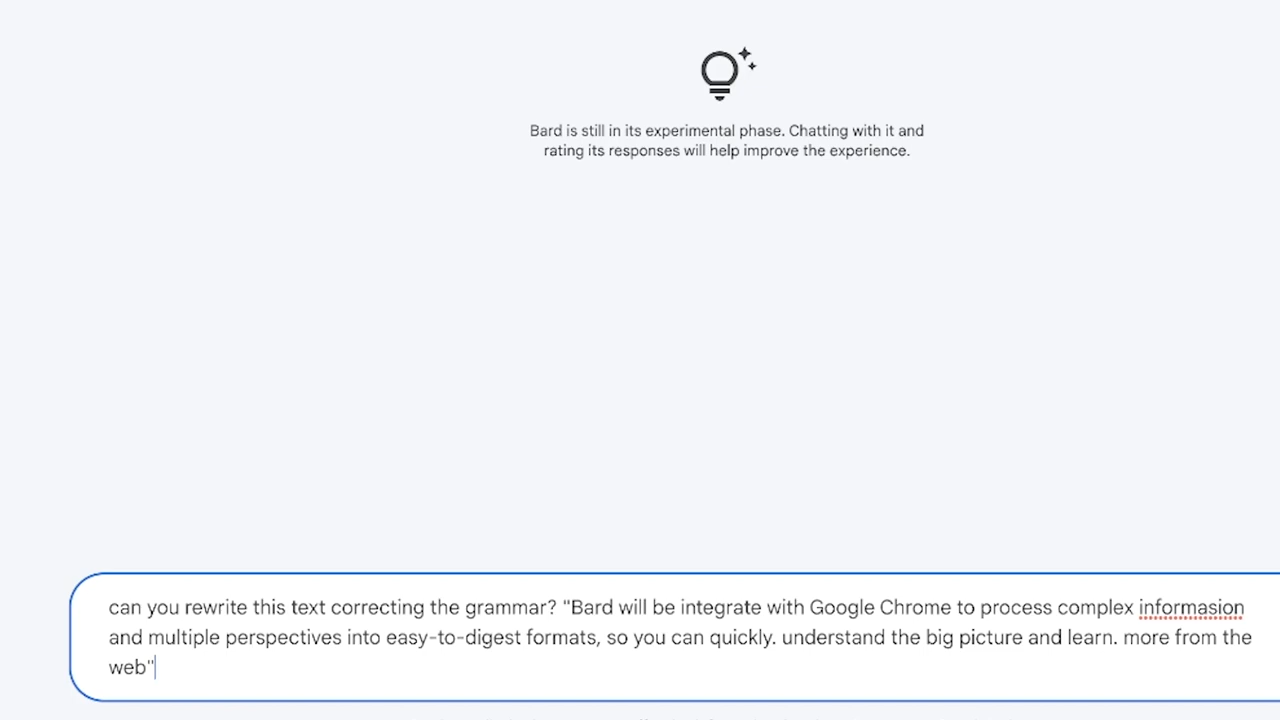 Bard is still in its experimental phase. Chatting with it and
rating its responses will help improve the experience.
can you rewrite this text correcting the grammar? "Bard will be integrate with Google Chrome to process complex informasion
and multiple perspectives into easy-to-digest formats, so you can quickly. understand the big picture and learn. more from the
web"